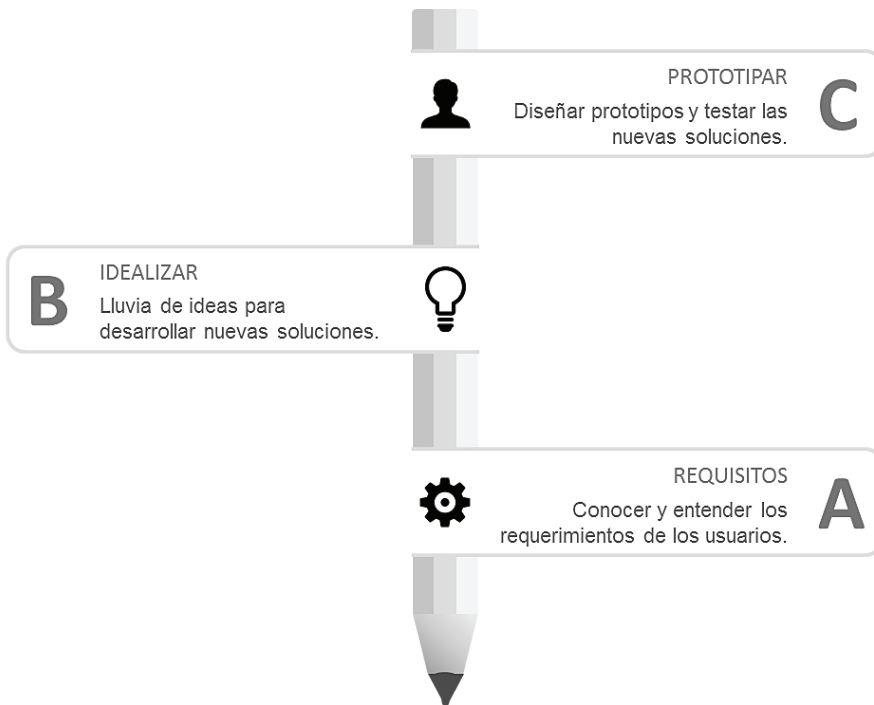 PROTOTIPAR
Diseñar prototipos y testar las
nuevas soluciones.
C
B
IDEALIZAR
Lluvia de ideas para
desarrollar nuevas soluciones.
REQUISITOS
Conocer y entender los
requerimientos de los usuarios.
A